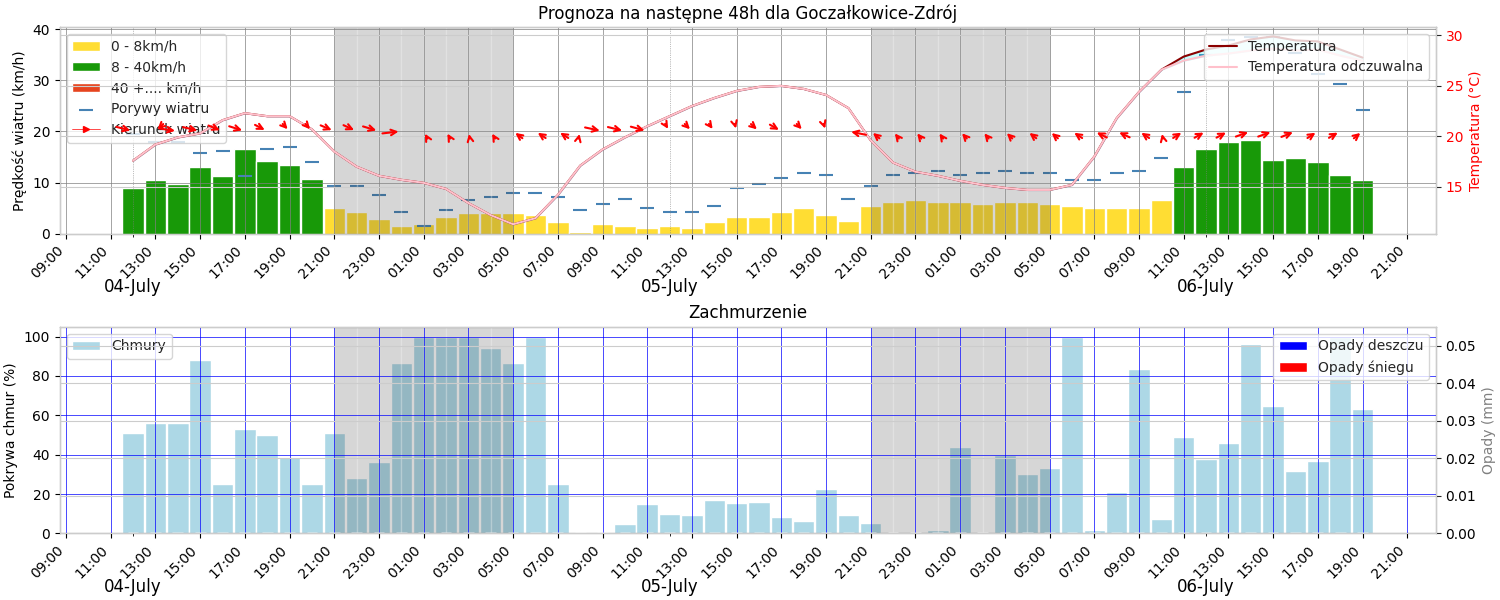 Prognoza na następne 48h dla Goczałkowice-Zdrój
Prędkość wiatru (km/h)
40
30
20
10
0
0 - 8km/h
8 - 40km/h
40 +.... km/h
Porywy wiatru
Kierunek wiatru
Temperatura
Temperatura odczuwalna
30
25
20
15
Temperatura (°C)
09:00 11:00 13:00 15:00 17:00 19:00 21:00 23:00 01:00 03:00 05:00 07:00 09:00 11:00 13:00 15:00 17:00 19:00 21:00 23:00 01:00 03:00 05:00 07:00 09:00 11:00 13:00 15:00 17:00 19:00 21:00
04-July 05-July 06-July
Zachmurzenie
Pokrywa chmur (%)
100
80
60
40
20
0
Chmury
Opady deszczu
Opady śniegu
0.05
0.04
0.03
0.02
0.01
0.00
Opady (mm)
09:00 11:00 13:00 15:00 17:00 19:00 21:00 23:00 01:00 03:00 05:00 07:00 09:00 11:00 13:00 15:00 17:00 19:00 21:00 23:00 01:00 03:00 05:00 07:00 09:00 11:00 13:00 15:00 17:00 19:00 21:00
04-July 05-July 06-July